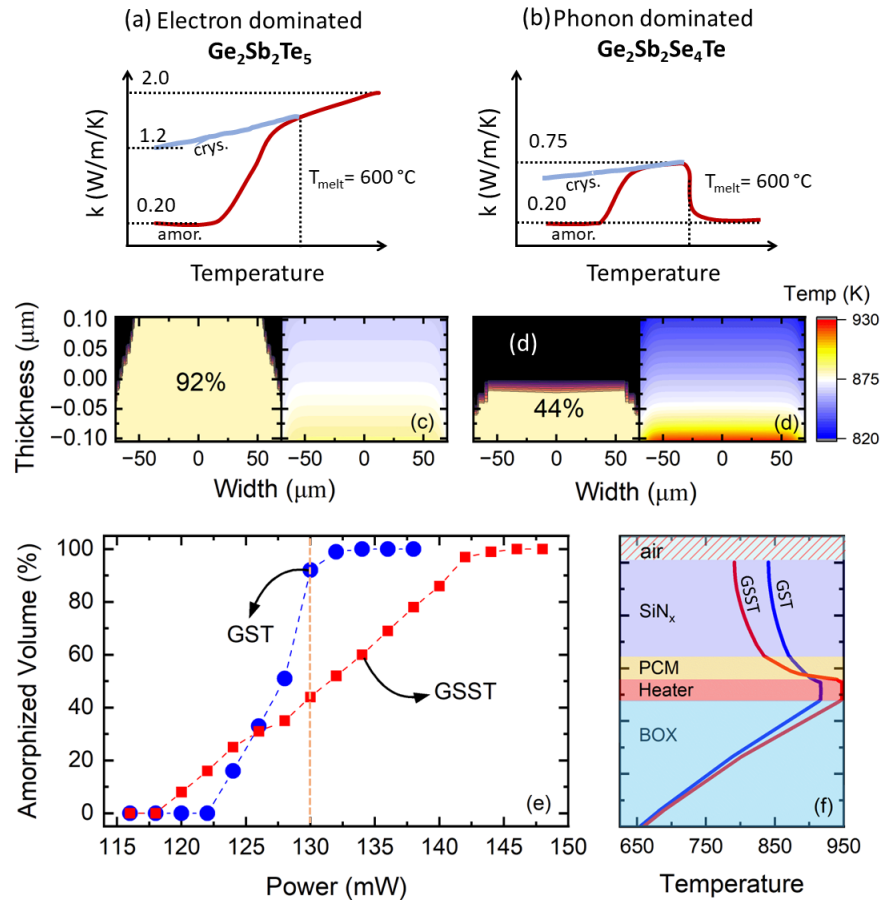 (a) Electron dominated
Ge₂Sb₂Te₅
k (W/m/K)
2.0
1.2
crys.
0.20
amor.
Tmelt= 600 °C
Temperature
(b) Phonon dominated
Ge₂Sb₂Se₄Te
k (W/m/K)
0.75
crys.
0.20
amor.
Tmelt= 600 °C
Temperature
Thickness (μm)
0.10
0.05
0.00
−0.05
−0.10
92%
(c)
−50 0 50 −50 0 50
Width (μm)
(d)
44%
(d)
−50 0 50 −50 0 50
Width (μm)
Temp (K)
930
875
820
Amorphized Volume (%)
100
80
60
40
20
0
GST
GSST
(e)
115 120 125 130 135 140 145 150
Power (mW)
air
SiNₓ
GSST
GST
PCM
Heater
BOX
(f)
650 750 850 950
Temperature